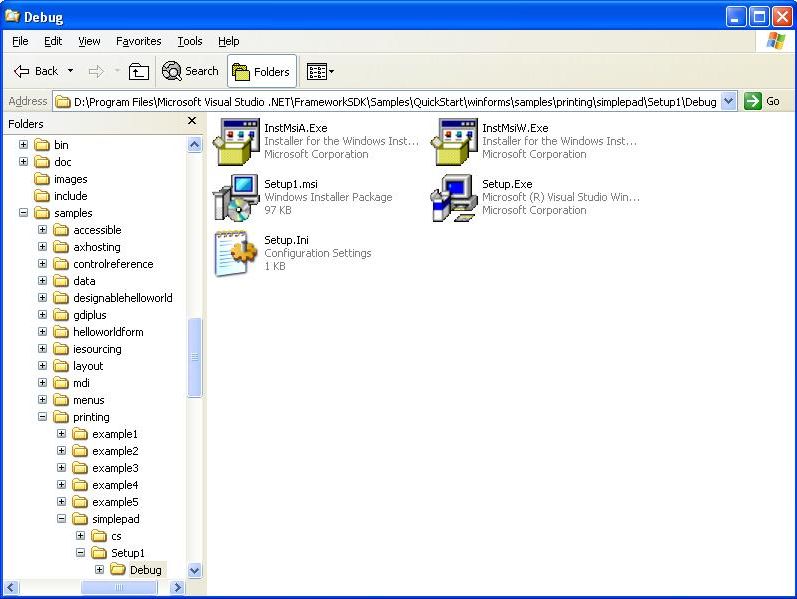 Debug
File Edit View Favorites Tools Help
Back Search Folders
Address D:\Program Files\Microsoft Visual Studio .NET\FrameworkSDK\Samples\QuickStart\winforms\samples\printing\simplepad\Setup1\Debug Go
Folders
bin
doc
images
include
samples
accessible
axhosting
controlreference
data
designablehelloworld
gdiplus
helloworldform
iesourcing
layout
mdi
menus
printing
example1
example2
example3
example4
example5
simplepad
cs
Setup1
Debug
InstMsiA.Exe
Installer for the Windows Inst...
Microsoft Corporation
InstMsiW.Exe
Installer for the Windows Inst...
Microsoft Corporation
Setup1.msi
Windows Installer Package
97 KB
Setup.Exe
Microsoft (R) Visual Studio Win...
Microsoft Corporation
Setup.Ini
Configuration Settings
1 KB